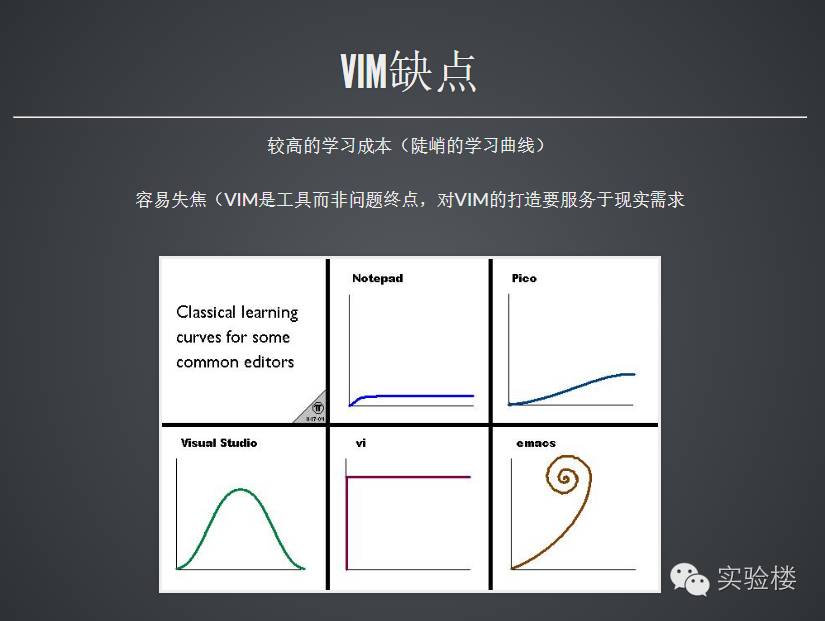 VIM缺点
较高的学习成本（陡峭的学习曲线）
容易失焦（VIM是工具而非问题终点，对VIM的打造要服务于现实需求
Classical learning
curves for some
common editors
Notepad
Pico
Visual Studio
vi
emacs
实验楼